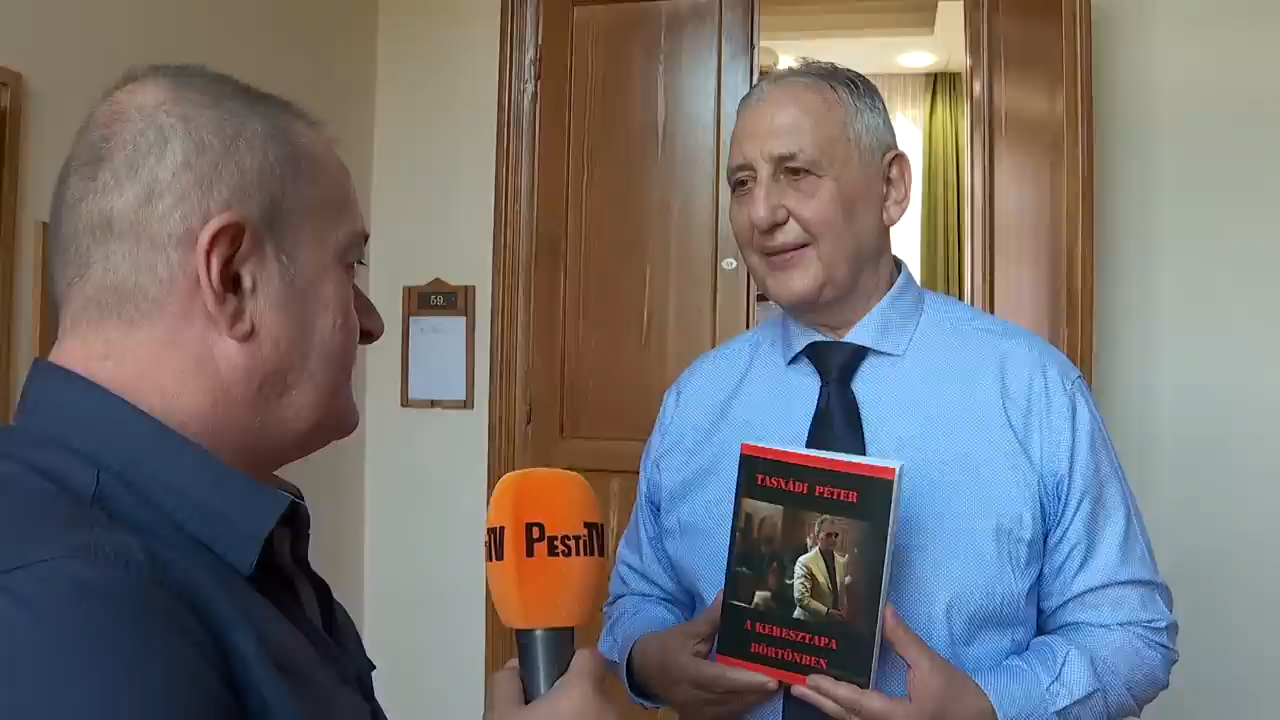 59.
TV PESTiTV
TASNÁDI PÉTER
A KERESZTAPA
BÖRTÖNBEN